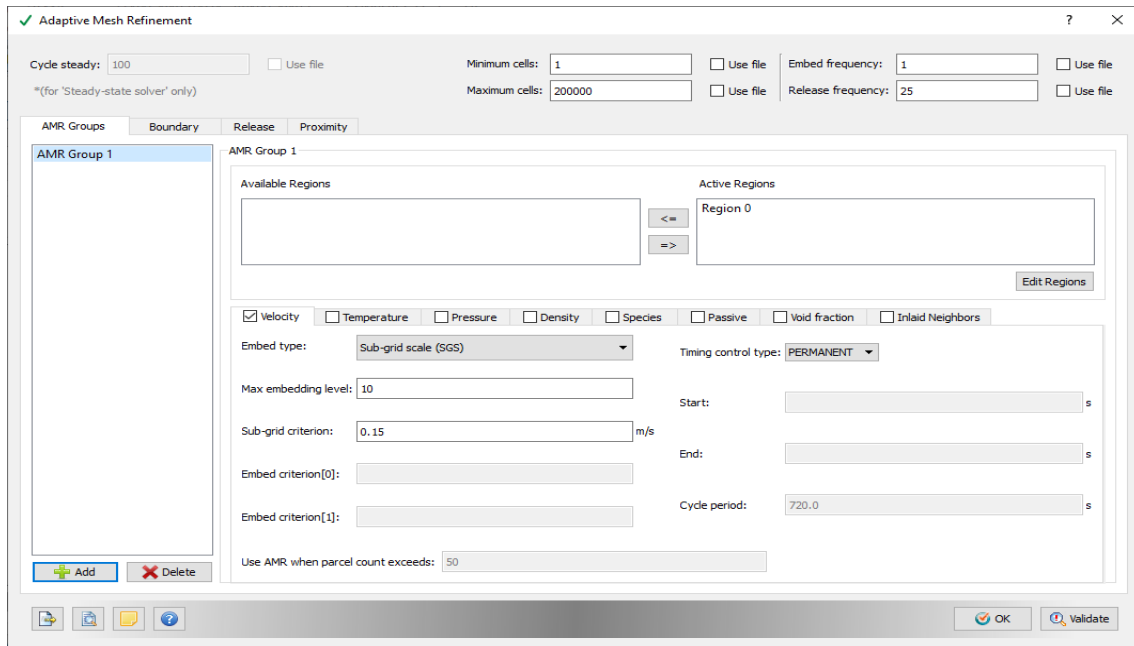 Adaptive Mesh Refinement ?
Cycle steady: 100 Use file Minimum cells: 1 Use file Embed frequency: 1 Use file
*(for 'Steady-state solver' only) Maximum cells: 200000 Use file Release frequency: 25 Use file
AMR Groups Boundary Release Proximity
AMR Group 1 AMR Group 1
Available Regions Active Regions
Region 0
<=
=>
Edit Regions
Velocity Temperature Pressure Density Species Passive Void fraction Inlaid Neighbors
Embed type: Sub-grid scale (SGS) Timing control type: PERMANENT
Max embedding level: 10
Start: s
Sub-grid criterion: 0.15 m/s
End: s
Embed criterion[0]:
Cycle period: 720.0 s
Embed criterion[1]:
Use AMR when parcel count exceeds: 50
Add Delete
? OK Validate